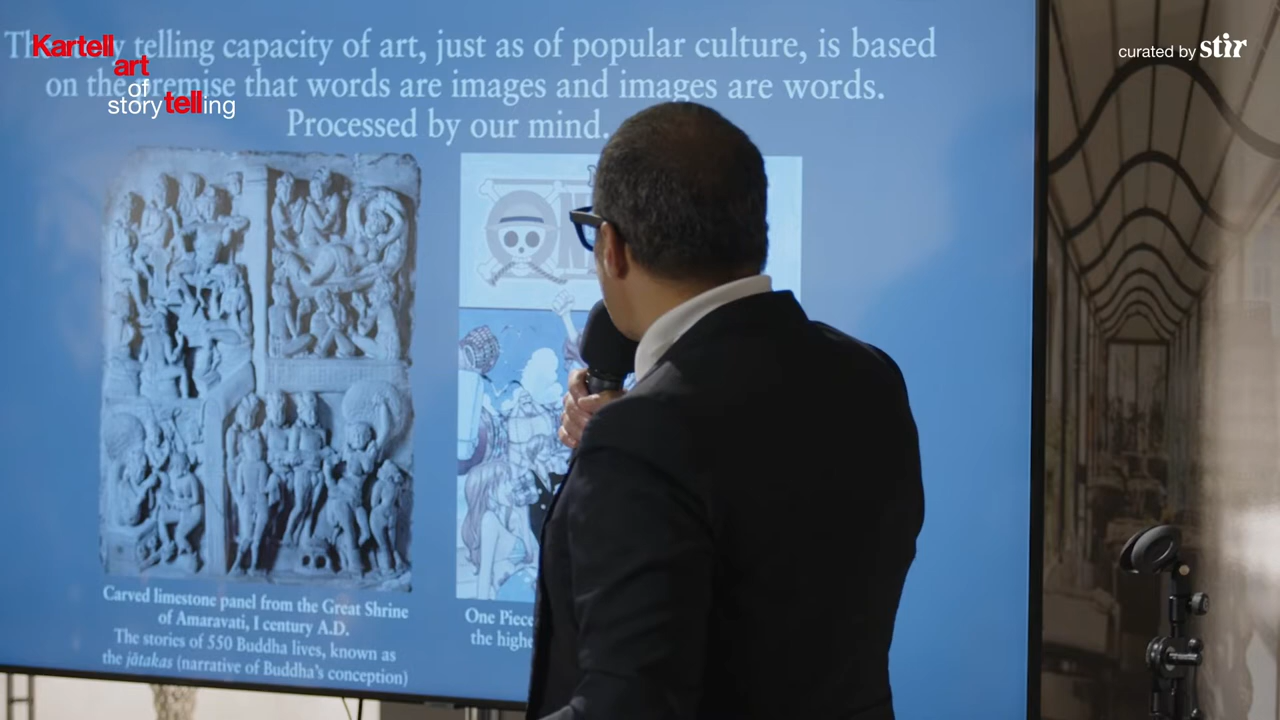 Kartell
art
of
story telling
curated by stir
telling capacity of art, just as of popular culture, is based
on the premise that words are images and images are words.
Processed by our mind.
Carved limestone panel from the Great Shrine
of Amaravati, I century A.D.
The stories of 550 Buddha lives, known as
the jātakas (narrative of Buddha's conception)
One Piece
the